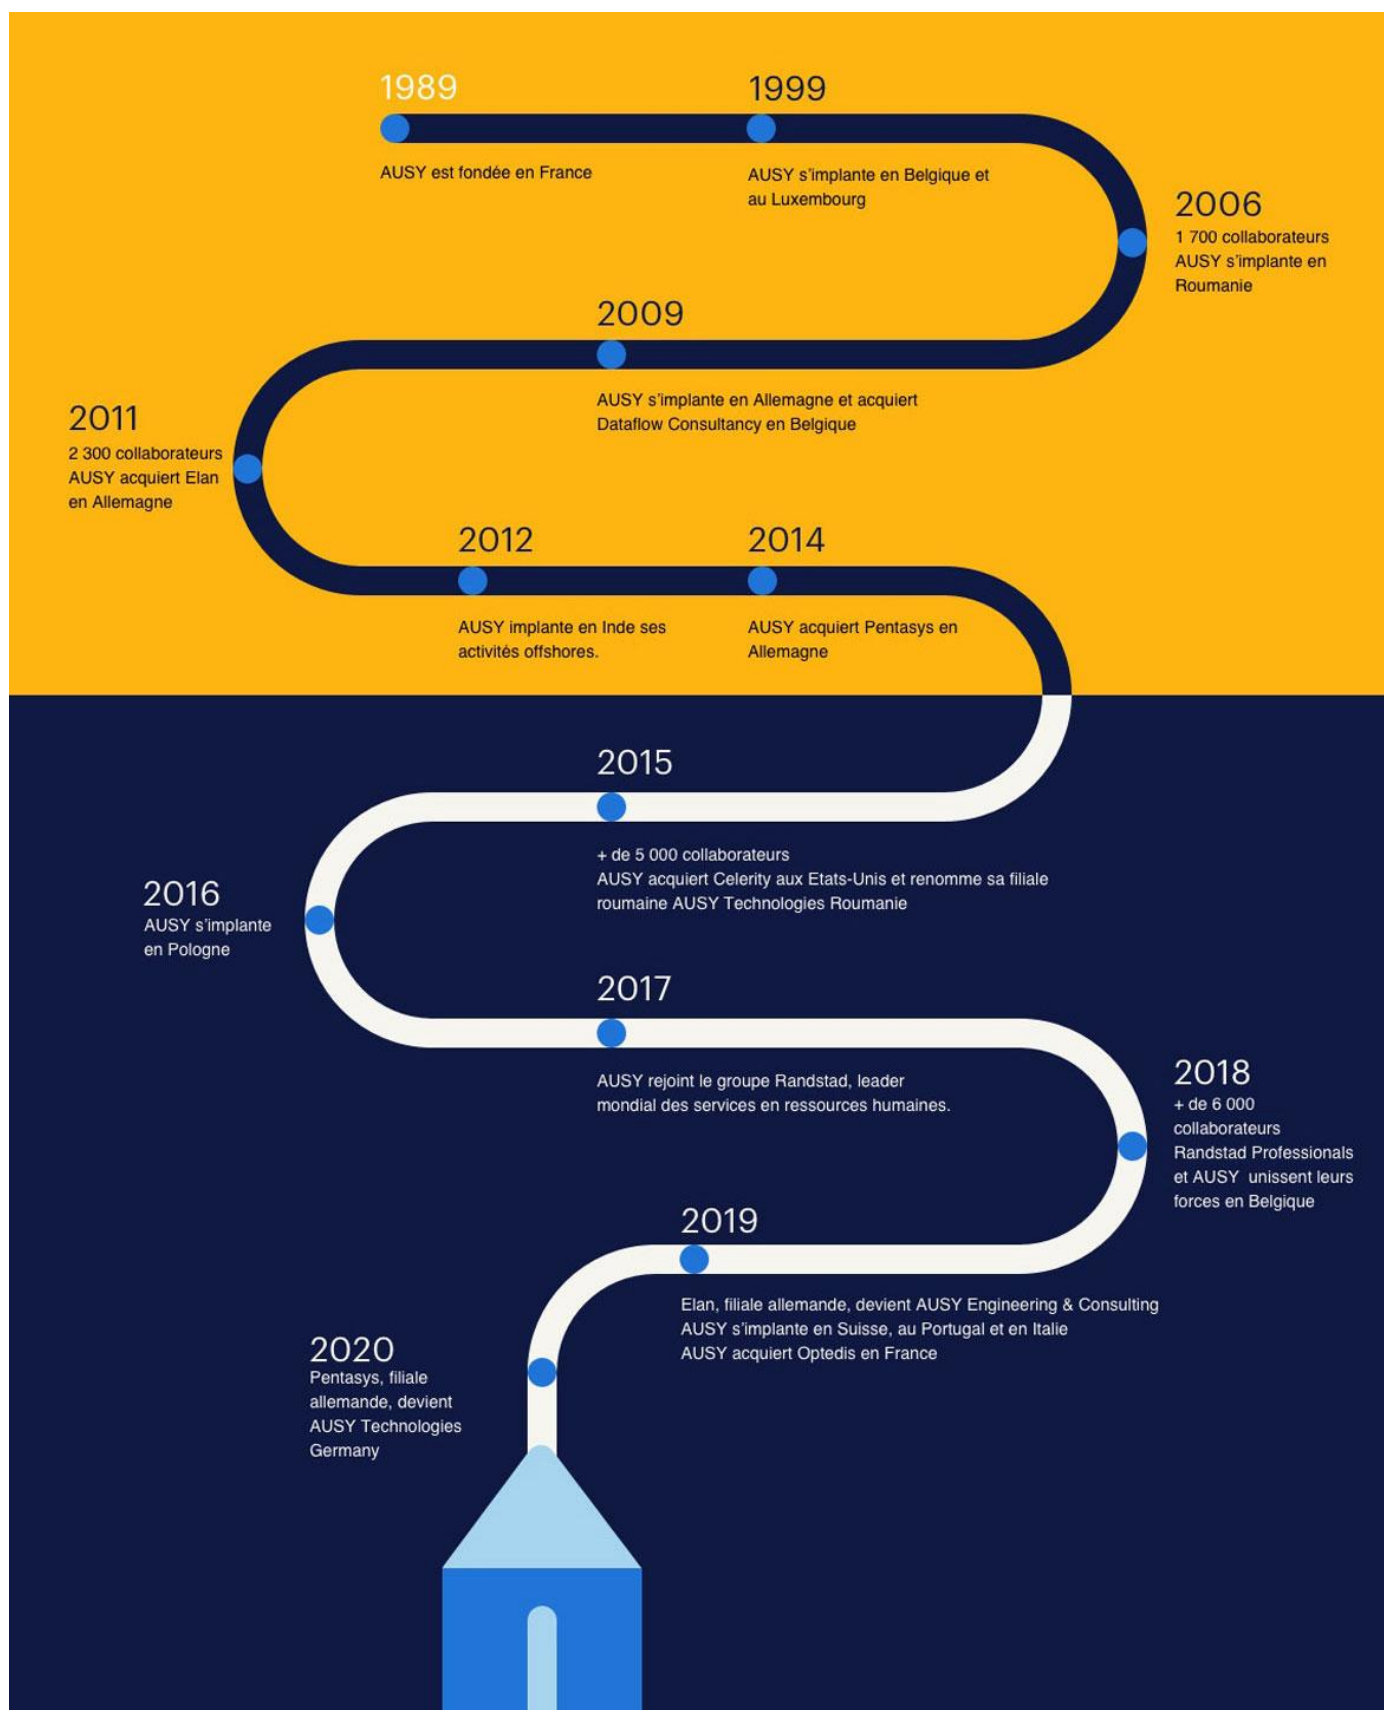 1989
AUSY est fondée en France
1999
AUSY s'implante en Belgique et
au Luxembourg
2006
1 700 collaborateurs
AUSY s'implante en
Roumanie
2009
AUSY s'implante en Allemagne et acquiert
Dataflow Consultancy en Belgique
2011
2 300 collaborateurs
AUSY acquiert Elan
en Allemagne
2012
AUSY implante en Inde ses
activités offshores.
2014
AUSY acquiert Pentasys en
Allemagne
2015
+ de 5 000 collaborateurs
AUSY acquiert Celerity aux Etats-Unis et renomme sa filiale
roumaine AUSY Technologies Roumanie
2016
AUSY s'implante
en Pologne
2017
AUSY rejoint le groupe Randstad, leader
mondial des services en ressources humaines.
2018
+ de 6 000
collaborateurs
Randstad Professionals
et AUSY  unissent leurs
forces en Belgique
2019
Elan, filiale allemande, devient AUSY Engineering & Consulting
AUSY s'implante en Suisse, au Portugal et en Italie
AUSY acquiert Optedis en France
2020
Pentasys, filiale
allemande, devient
AUSY Technologies
Germany